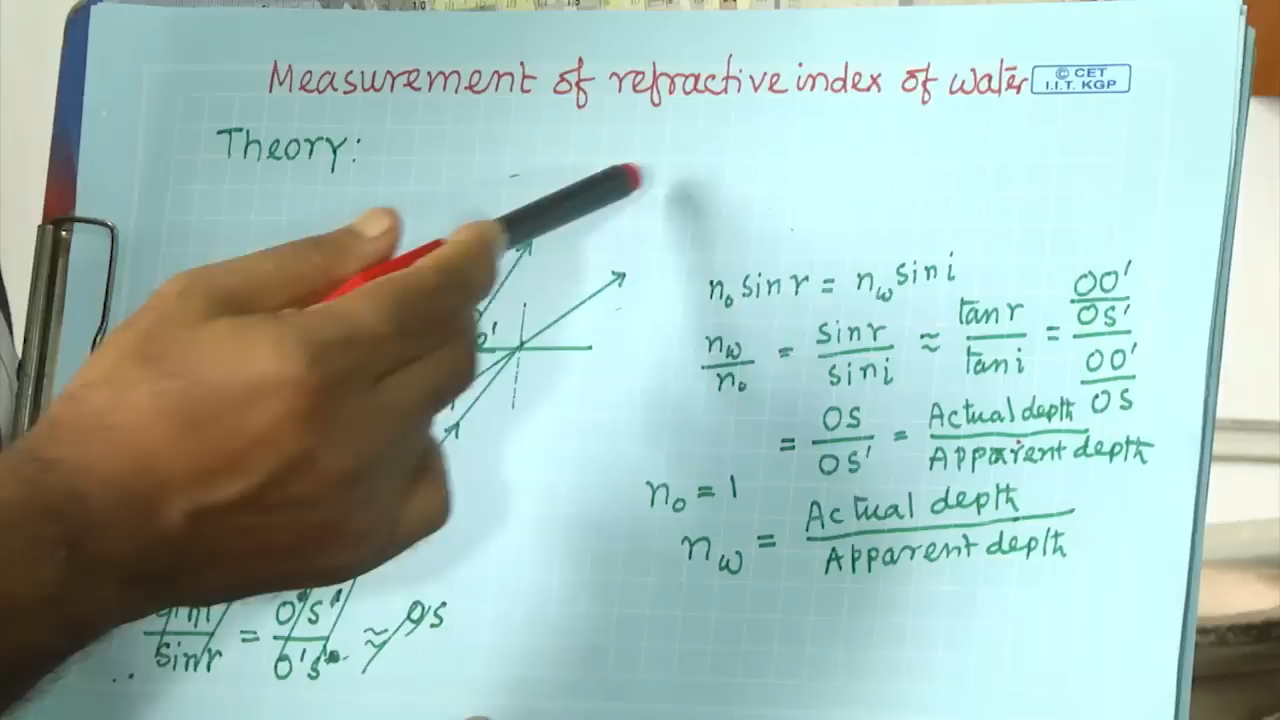 Measurement of refractive index of water
© CET
I.I.T. KGP
Theory:
n₀ sin r = n_w sin i
n_w/n₀ = sin r/sin i ≈ tan r/tan i = (OO'/OS')/(OO'/OS)
= OS/OS' = Actual depth/Apparent depth
n₀ = 1
n_w = Actual depth/Apparent depth
sin r = O'S'/O'S ≈ OS